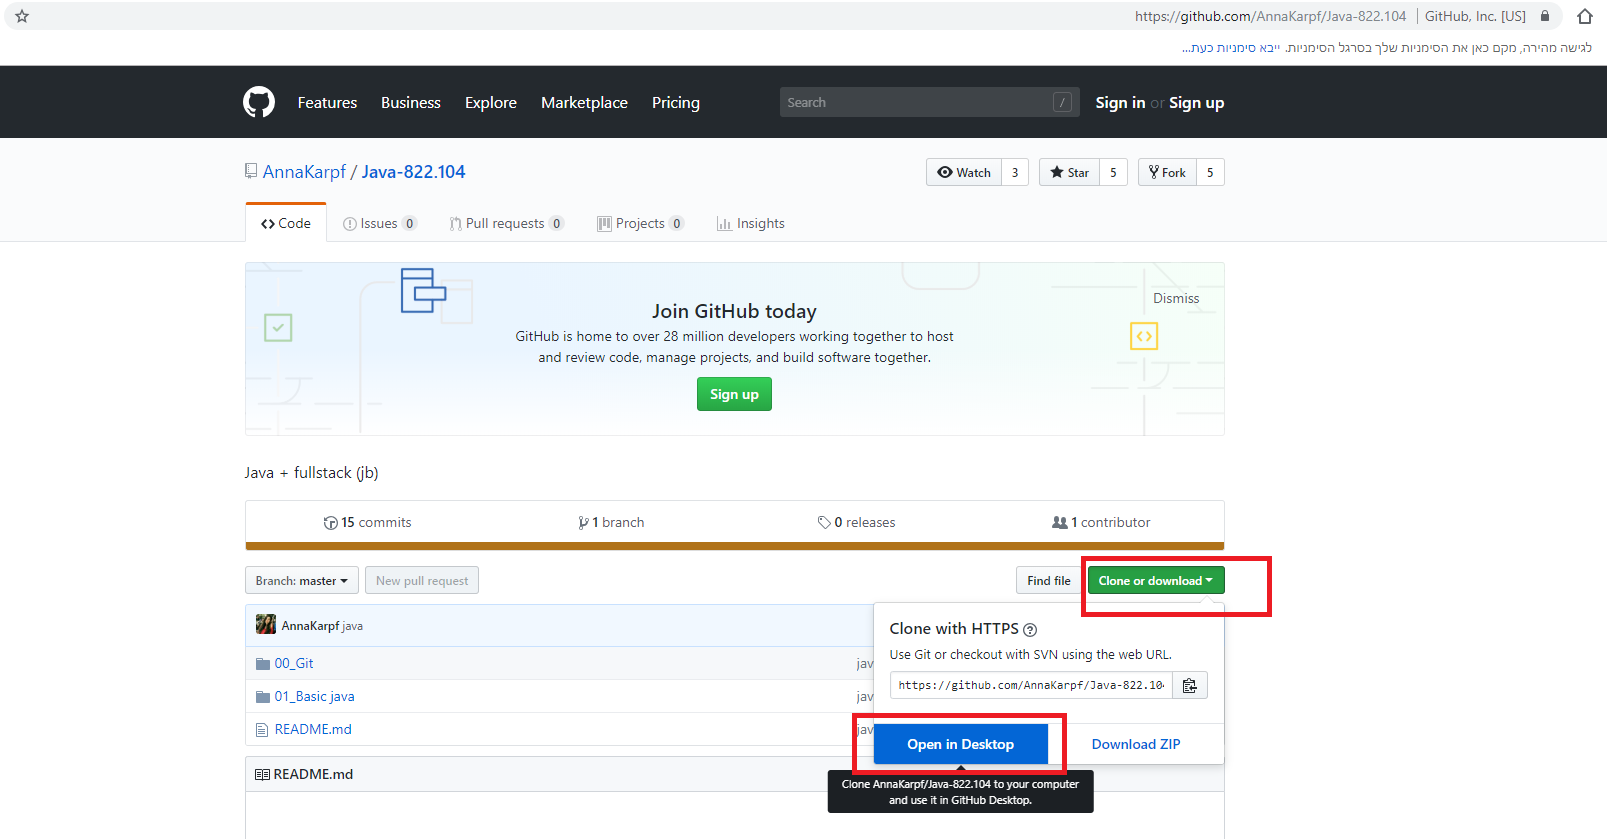 https://github.com/AnnaKarpf/Java-822.104 | GitHub, Inc. [US]
לגישה מהירה, מקם כאן את הסימניות שלך בסרגל הסימניות. ייבא סימניות כעת...
Features Business Explore Marketplace Pricing Search / Sign in or Sign up
AnnaKarpf / Java-822.104
Watch 3 Star 5 Fork 5
Code Issues 0 Pull requests 0 Projects 0 Insights
Dismiss
Join GitHub today
GitHub is home to over 28 million developers working together to host
and review code, manage projects, and build software together.
Sign up
Java + fullstack (jb)
15 commits 1 branch 0 releases 1 contributor
Branch: master New pull request Find file Clone or download
AnnaKarpf java
00_Git jav
01_Basic java jav
README.md jav
Clone with HTTPS
Use Git or checkout with SVN using the web URL.
https://github.com/AnnaKarpf/Java-822.104
Open in Desktop Download ZIP
README.md
Clone AnnaKarpf/Java-822.104 to your computer
and use it in GitHub Desktop.